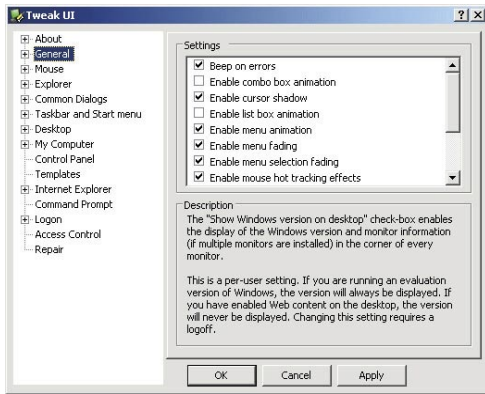 Tweak UI
About
General
Mouse
Explorer
Common Dialogs
Taskbar and Start menu
Desktop
My Computer
Control Panel
Templates
Internet Explorer
Command Prompt
Logon
Access Control
Repair
Settings
Beep on errors
Enable combo box animation
Enable cursor shadow
Enable list box animation
Enable menu animation
Enable menu fading
Enable menu selection fading
Enable mouse hot tracking effects
Description
The "Show Windows version on desktop" check-box enables
the display of the Windows version and monitor information
(if multiple monitors are installed) in the corner of every
monitor.
This is a per-user setting. If you are running an evaluation
version of Windows, the version will always be displayed. If
you have enabled Web content on the desktop, the version
will never be displayed. Changing this setting requires a
logoff.
OK
Cancel
Apply